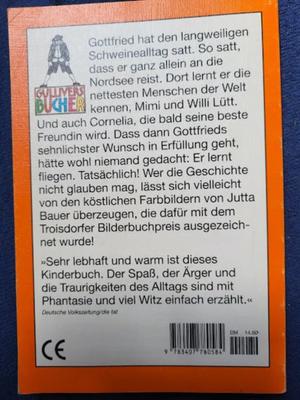 Gottfried hat den langweiligen
Schweinealltag satt. So satt,
dass er ganz allein an die
Nordsee reist. Dort lernt er die
nettesten Menschen der Welt
kennen, Mimi und Willi Lütt.
GULLIVERS
BÜCHER
Und auch Cornelia, die bald seine beste
Freundin wird. Dass dann Gottfrieds
sehnlichster Wunsch in Erfüllung geht,
hätte wohl niemand gedacht: Er lernt
fliegen. Tatsächlich! Wer die Geschichte
nicht glauben mag, lässt sich vielleicht
von den köstlichen Farbbildern von Jutta
Bauer überzeugen, die dafür mit dem
Troisdorfer Bilderbuchpreis ausgezeich-
net wurde!
»Sehr lebhaft und warm ist dieses
Kinderbuch. Der Spaß, der Ärger und
die Traurigkeiten des Alltags sind mit
Phantasie und viel Witz einfach erzählt.«
Deutsche Volkszeitung/die tat
DM 14.80
CE
9 783407 780584